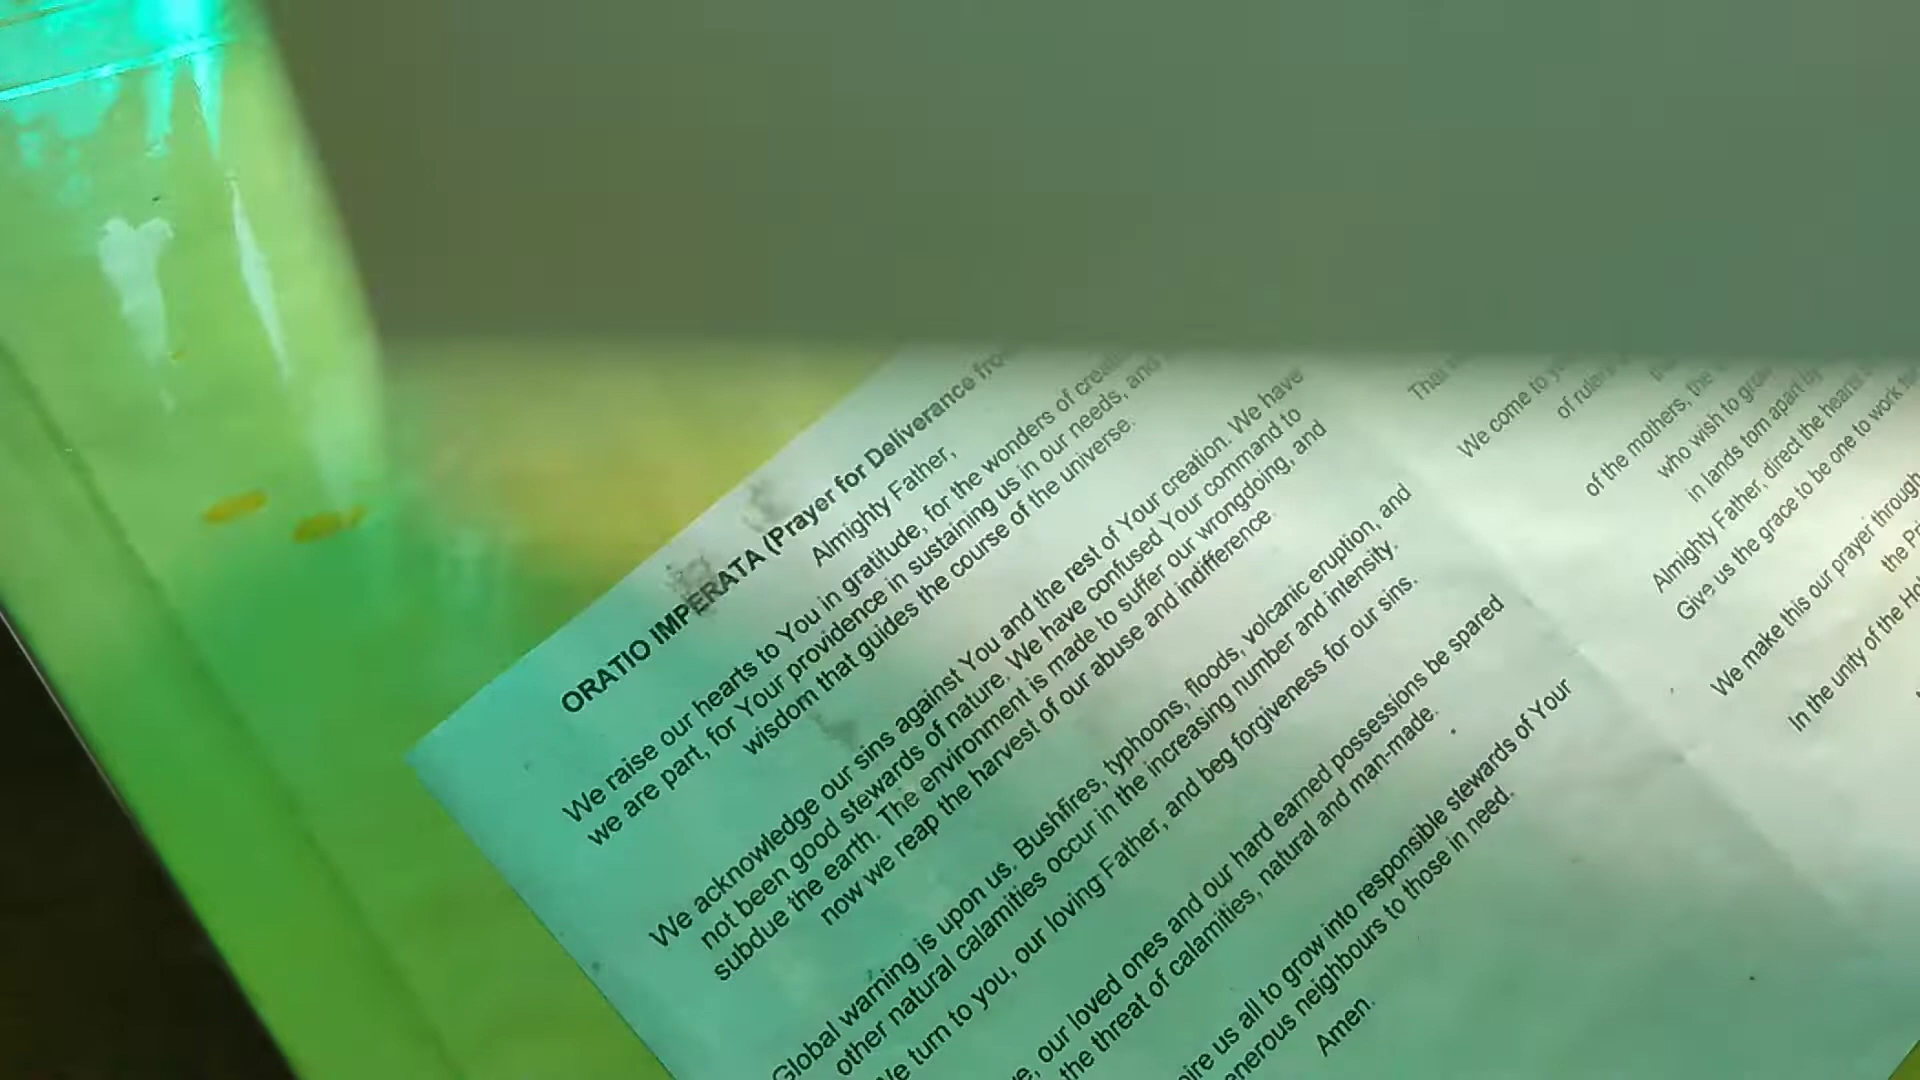 ORATIO IMPERATA (Prayer for Deliverance
Almighty Father,
We raise our hearts to You in gratitude, for the wonders of
we are part, for Your providence in sustaining us in our needs, and
wisdom that guides the course of the universe.
We acknowledge our sins against You and the rest of Your creation. We have
not been good stewards of nature. We have confused Your command to
subdue the earth. The environment is made to suffer our wrongdoing, and
now we reap the harvest of our abuse and indifference.
Global warning is upon us. Bushfires, typhoons, floods, volcanic eruption, and
other natural calamities occur in the increasing number and intensity.
turn to you, our loving Father, and beg forgiveness for our sins.
our loved ones and our hard earned possessions be spared
the threat of calamities, natural and man-made.
us all to grow into responsible stewards of Your
neighbours to those in need.
Amen.
We come to
of
of the mothers, the
who wish to
in lands torn apart
Almighty Father, direct the hearts
Give us the grace to be one to work
We make this our prayer through
the
In the unity of the